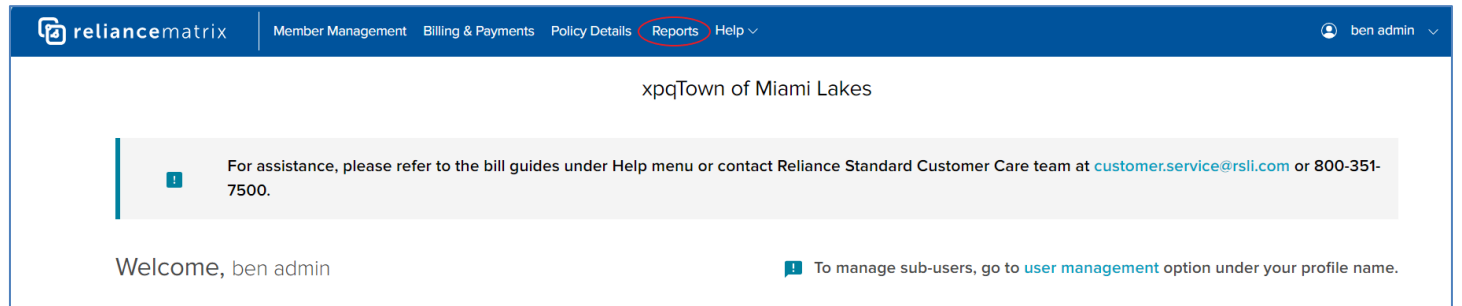 reliancematrix Member Management Billing & Payments Policy Details Reports Help ben admin
xpqTown of Miami Lakes
For assistance, please refer to the bill guides under Help menu or contact Reliance Standard Customer Care team at customer.service@rsli.com or 800-351-
7500.
Welcome, ben admin To manage sub-users, go to user management option under your profile name.